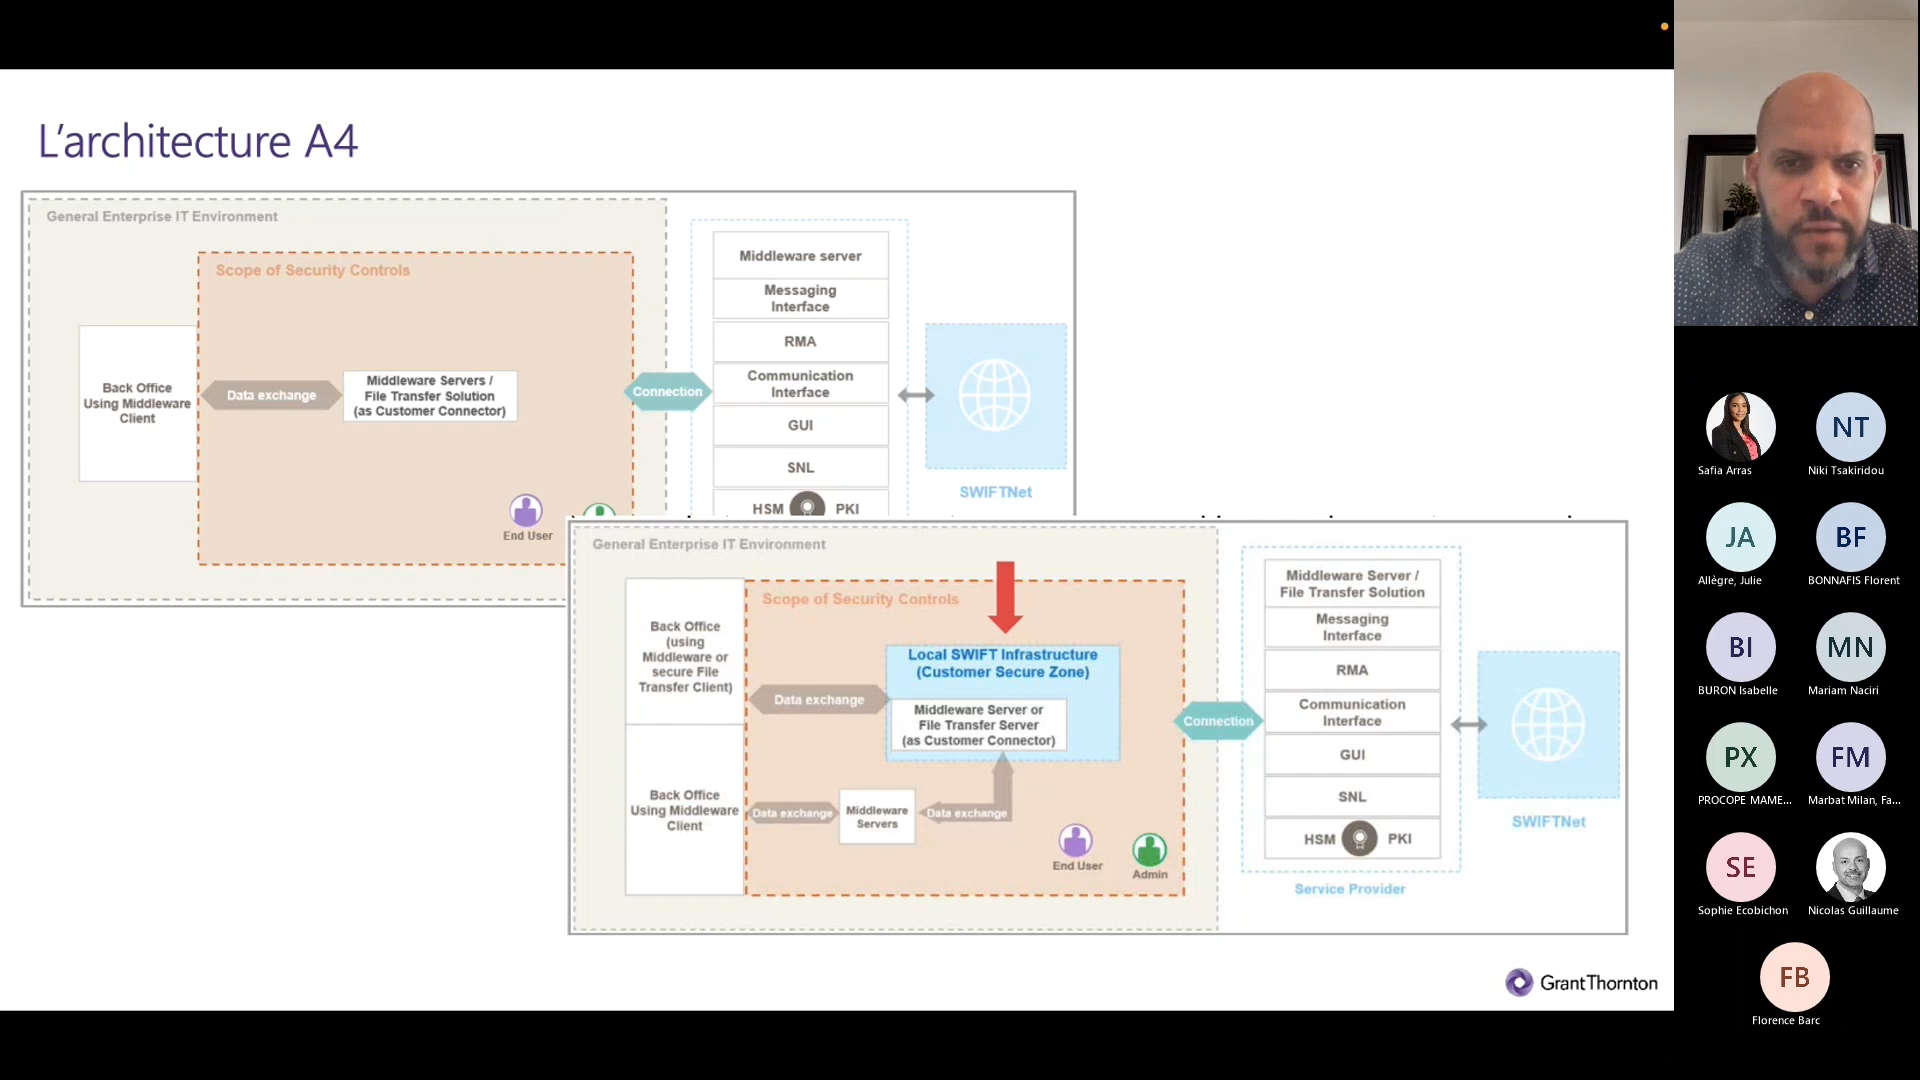 L'architecture A4
General Enterprise IT Environment
Scope of Security Controls
Back Office
Using Middleware
Client
Data exchange
Middleware Servers /
File Transfer Solution
(as Customer Connector)
End User
Connection
Middleware server
Messaging
Interface
RMA
Communication
Interface
GUI
SNL
HSM
PKI
SWIFTNet
General Enterprise IT Environment
Scope of Security Controls
Back Office
(using
Middleware or
secure File
Transfer Client)
Back Office
Using Middleware
Client
Data exchange
Local SWIFT Infrastructure
(Customer Secure Zone)
Middleware Server or
File Transfer Server
(as Customer Connector)
Data exchange
Middleware
Servers
Data exchange
End User
Admin
Connection
Middleware Server /
File Transfer Solution
Messaging
Interface
RMA
Communication
Interface
GUI
SNL
HSM
PKI
Service Provider
SWIFTNet
GrantThornton
Safia Arras
NT
Niki Tsakiridou
JA
Allègre, Julie
BF
BONNAFIS Florent
BI
BURON Isabelle
MN
Mariam Naciri
PX
PROCOPE MAME...
FM
Marbat Milan, Fa...
SE
Sophie Ecobichon
Nicolas Guillaume
FB
Florence Barc